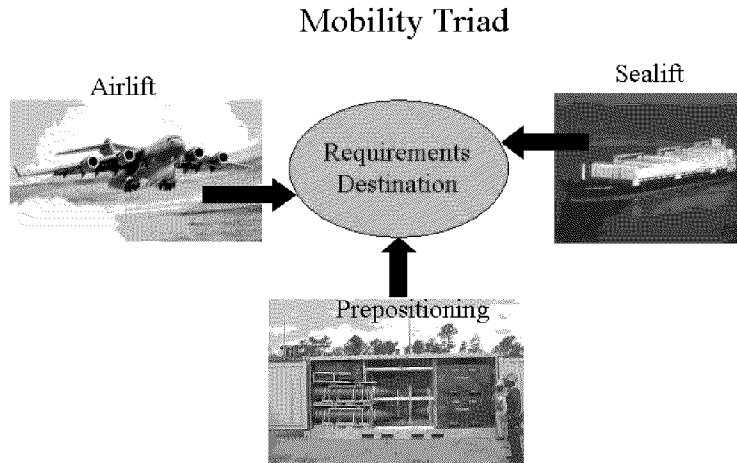 Mobility Triad
Airlift
Sealift
Requirements
Destination
Prepositioning